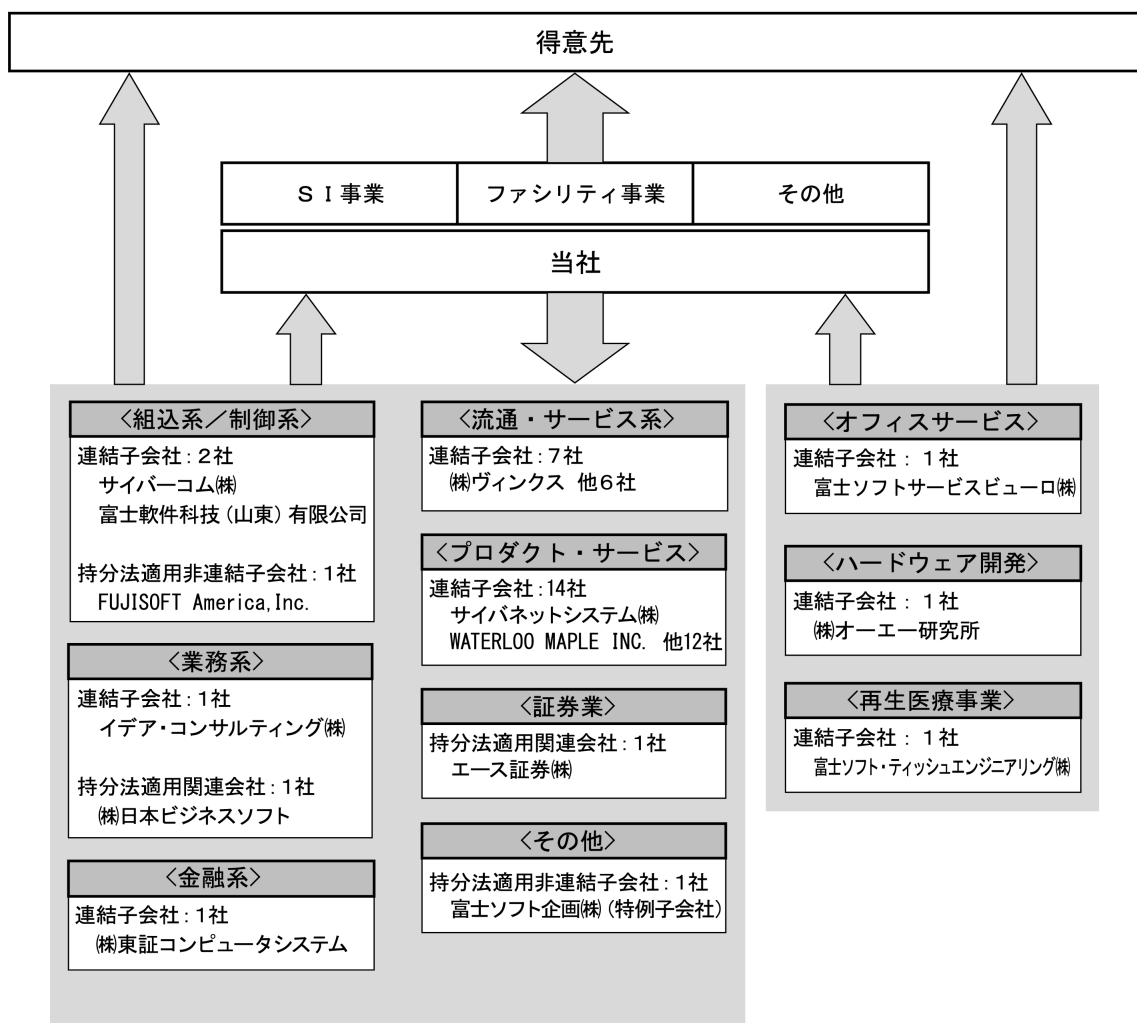 得意先
ＳＩ事業
ファシリティ事業
その他
当社
＜組込系／制御系＞
連結子会社：２社
サイバーコム㈱
富士軟件科技（山東）有限公司
持分法適用非連結子会社：１社
FUJISOFT America,Inc.
＜業務系＞
連結子会社：１社
イデア・コンサルティング㈱
持分法適用関連会社：１社
㈱日本ビジネスソフト
＜金融系＞
連結子会社：１社
㈱東証コンピュータシステム
＜流通・サービス系＞
連結子会社：７社
㈱ヴィンクス 他６社
＜プロダクト・サービス＞
連結子会社：14社
サイバネットシステム㈱
WATERLOO MAPLE INC. 他12社
＜証券業＞
持分法適用関連会社：１社
エース証券㈱
＜その他＞
持分法適用非連結子会社：１社
富士ソフト企画㈱（特例子会社）
＜オフィスサービス＞
連結子会社：１社
富士ソフトサービスビューロ㈱
＜ハードウェア開発＞
連結子会社：１社
㈱オーエー研究所
＜再生医療事業＞
連結子会社：１社
富士ソフト・ティッシュエンジニアリング㈱